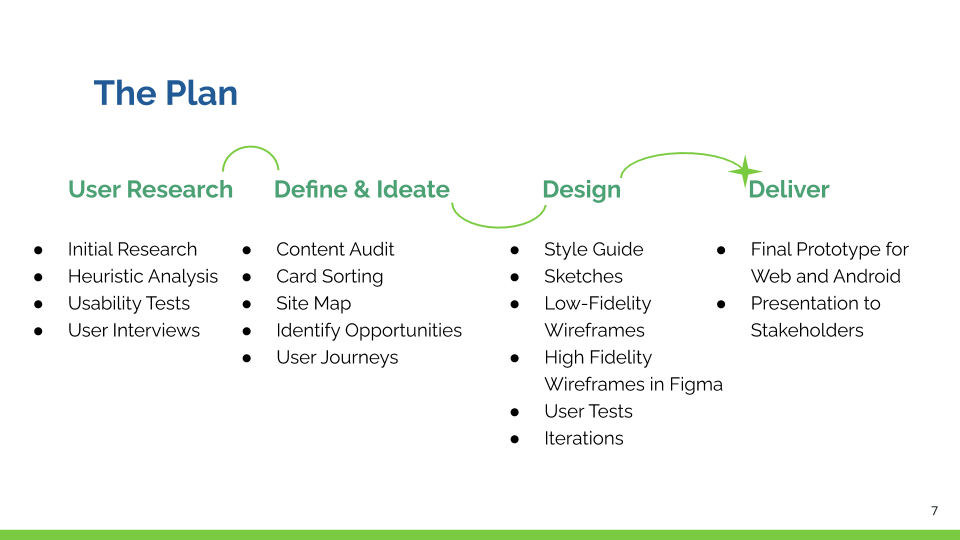 The Plan
User Research
● Initial Research
● Heuristic Analysis
● Usability Tests
● User Interviews
Define & Ideate
● Content Audit
● Card Sorting
● Site Map
● Identify Opportunities
● User Journeys
Design
● Style Guide
● Sketches
● Low-Fidelity
Wireframes
● High Fidelity
Wireframes in Figma
● User Tests
● Iterations
Deliver
● Final Prototype for
Web and Android
● Presentation to
Stakeholders
7